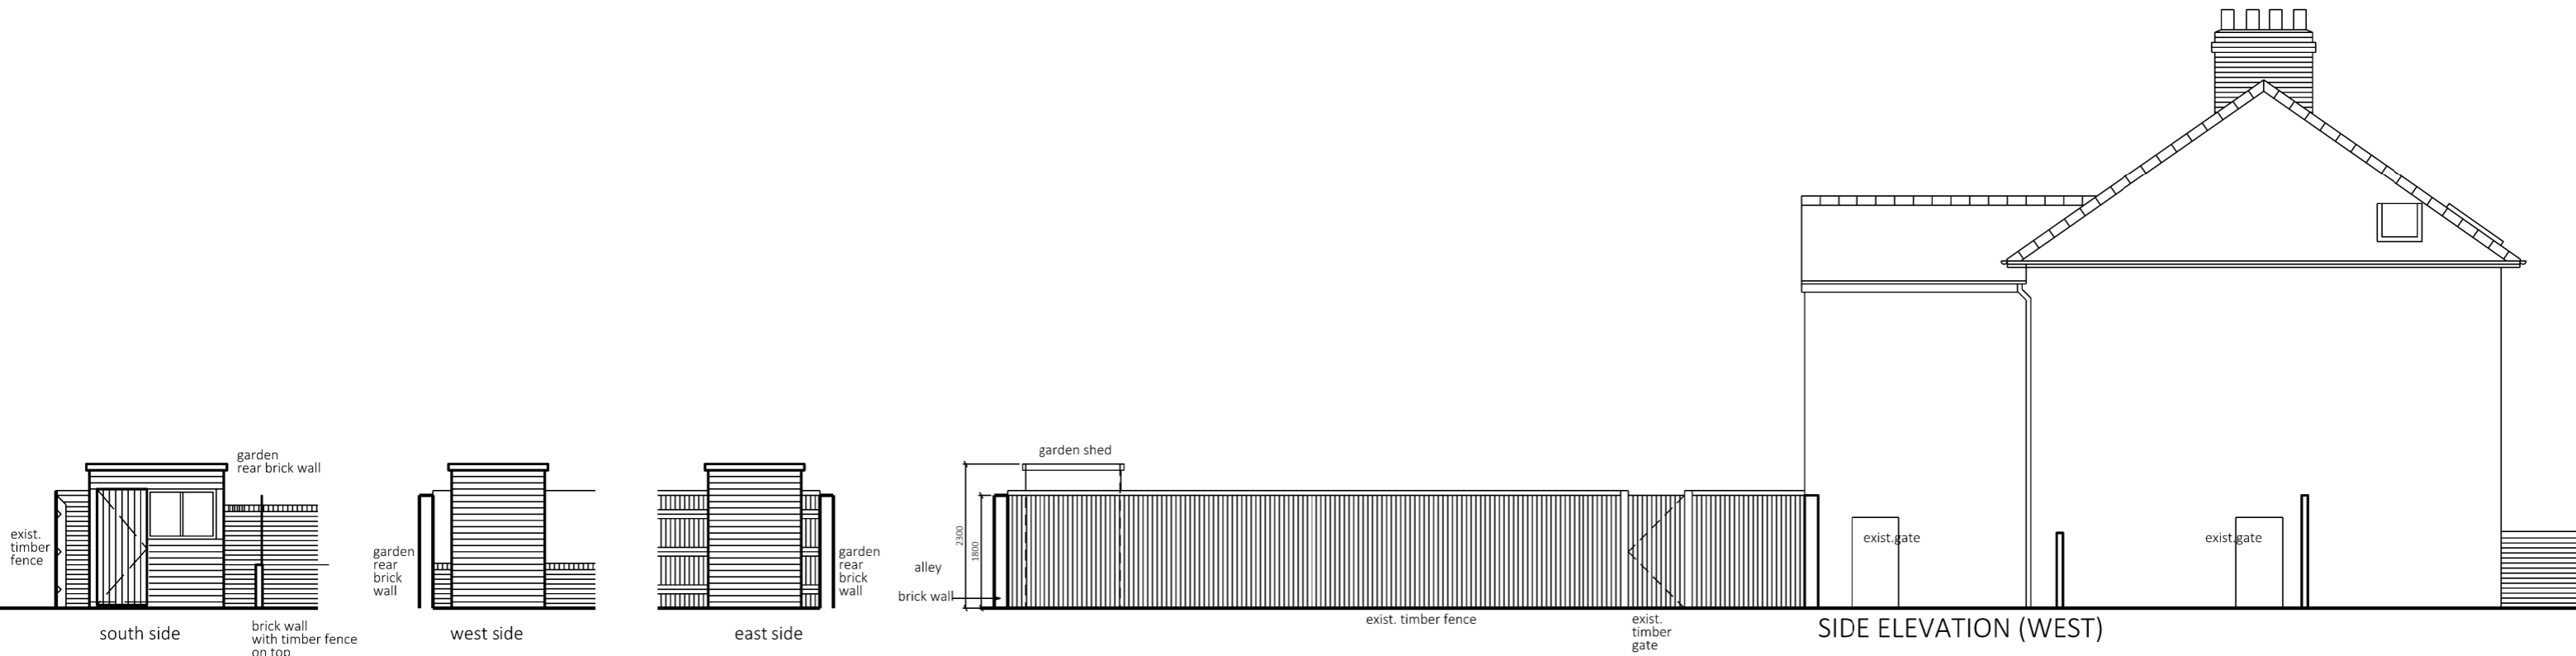 garden
rear brick wall
exist.
timber
fence
south side
brick wall
with timber fence
on top
garden
rear
brick
wall
west side
east side
garden
rear
brick
wall
garden shed
2300
1800
alley
brick wall
exist. timber fence
exist.
timber
gate
exist.gate
exist.gate
SIDE ELEVATION (WEST)